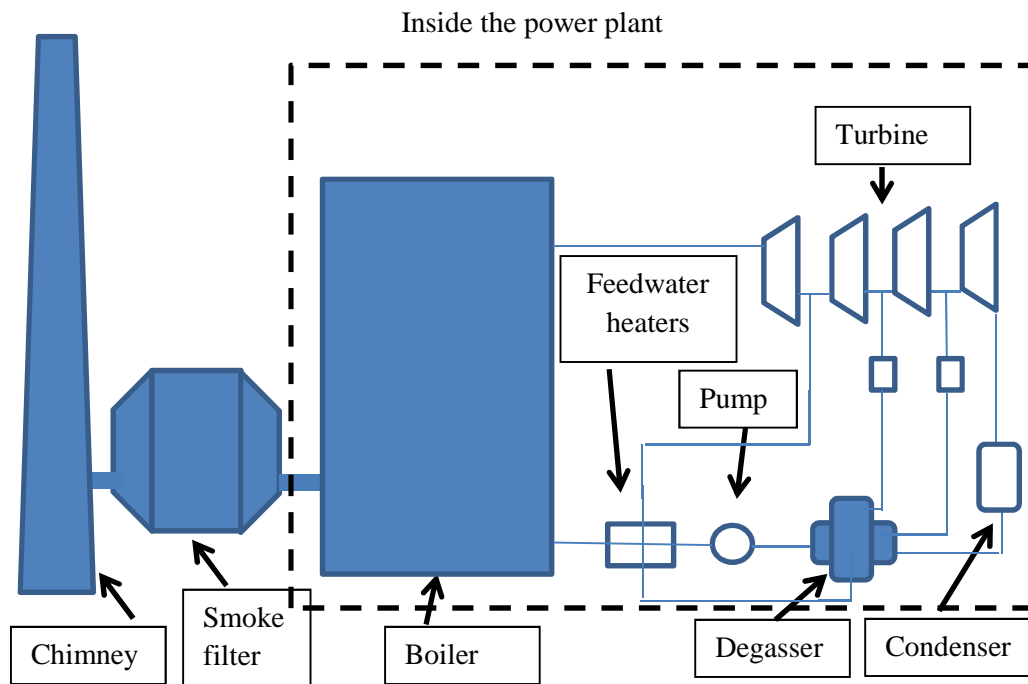 Inside the power plant
Turbine
Feedwater
heaters
Pump
Chimney
Smoke
filter
Boiler
Degasser
Condenser